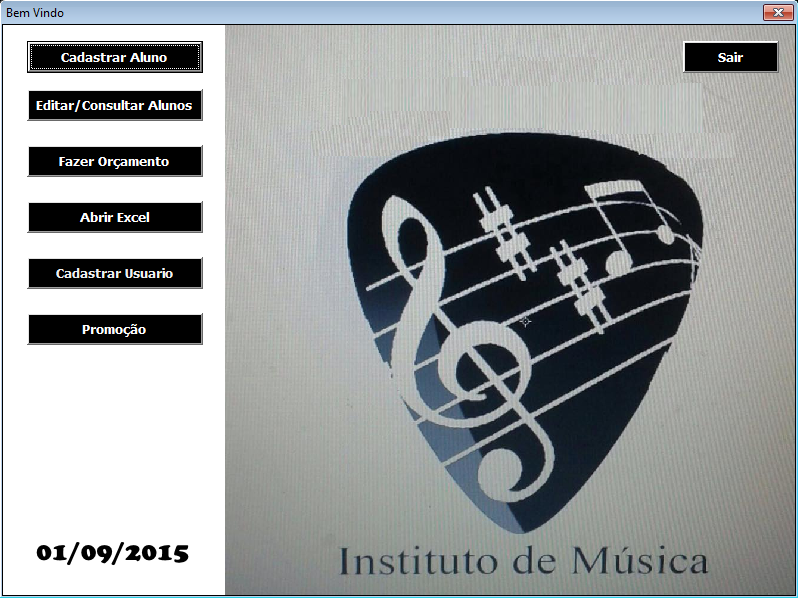 Bem Vindo
Cadastrar Aluno
Sair
Editar/Consultar Alunos
Fazer Orçamento
Abrir Excel
Cadastrar Usuario
Promoção
01/09/2015
Instituto de Música